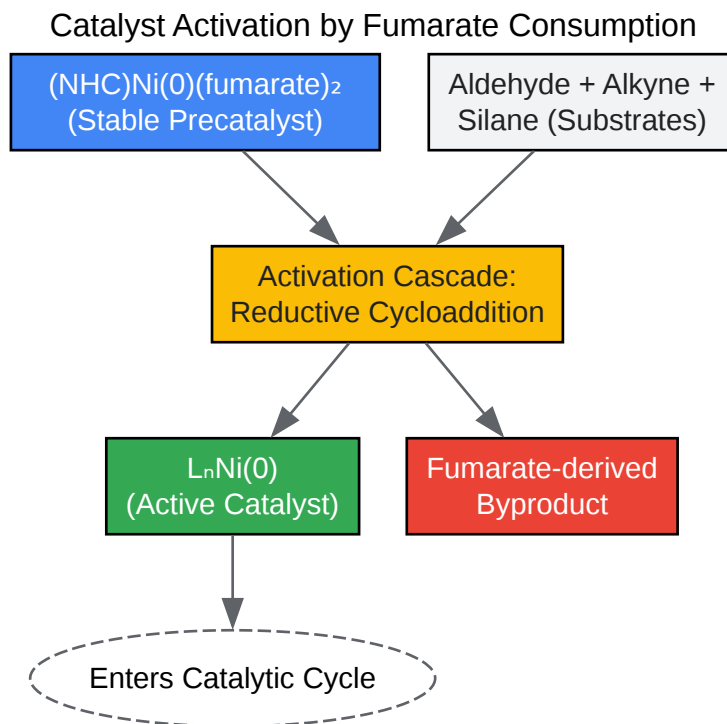 Catalyst Activation by Fumarate Consumption
(NHC)Ni(0)(fumarate)₂
(Stable Precatalyst)
Aldehyde + Alkyne +
Silane (Substrates)
Activation Cascade:
Reductive Cycloaddition
LₙNi(0)
(Active Catalyst)
Fumarate-derived
Byproduct
Enters Catalytic Cycle